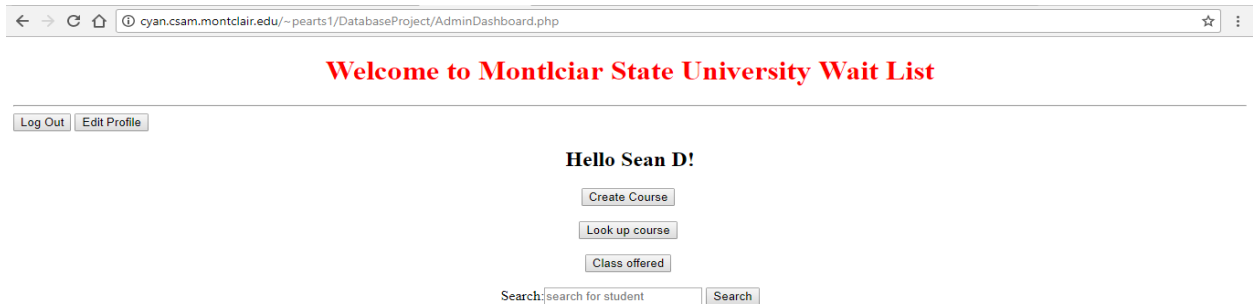 cyan.csam.montclair.edu/~pearts1/DatabaseProject/AdminDashboard.php
Welcome to Montlciar State University Wait List
Log Out Edit Profile
Hello Sean D!
Create Course
Look up course
Class offered
Search: search for student Search